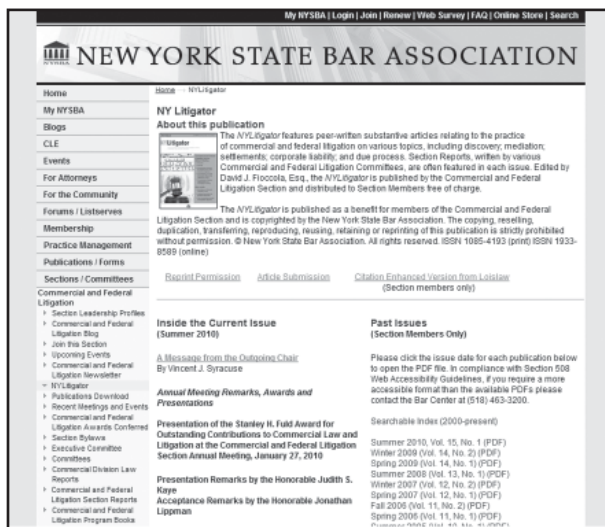 My NYSBA | Login | Join | Renew | Web Survey | FAQ | Online Store | Search
NYSBA
NEW YORK STATE BAR ASSOCIATION
Home
My NYSBA
Blogs
CLE
Events
For Attorneys
For the Community
Forums / Listserves
Membership
Practice Management
Publications / Forms
Sections / Committees
Commercial and Federal
Litigation
Section Leadership Profiles
Commercial and Federal
Litigation Blog
Join this Section
Upcoming Events
Commercial and Federal
Litigation Newsletter
NYLitigator
Publications Download
Recent Meetings and Events
Commercial and Federal
Litigation Awards Conferred
Section Bylaws
Executive Committee
Committees
Commercial Division Law
Reports
Commercial and Federal
Litigation Section Reports
Commercial and Federal
Litigation Program Books
Home → NYLitigator
NY Litigator
About this publication
The NYLitigator features peer-written substantive articles relating to the practice
of commercial and federal litigation on various topics, including discovery; mediation;
settlements; corporate liability; and due process. Section Reports, written by various
Commercial and Federal Litigation Committees, are often featured in each issue. Edited by
David J. Fioccola, Esq., the NYLitigator is published by the Commercial and Federal
Litigation Section and distributed to Section Members free of charge.
The NYLitigator is published as a benefit for members of the Commercial and Federal
Litigation Section and is copyrighted by the New York State Bar Association. The copying, reselling,
duplication, transferring, reproducing, reusing, retaining or reprinting of this publication is strictly prohibited
without permission. © New York State Bar Association. All rights reserved. ISSN 1085-4193 (print) ISSN 1933-
8589 (online)
Reprint Permission Article Submission Citation Enhanced Version from Loislaw
(Section members only)
Inside the Current Issue
(Summer 2010)
A Message from the Outgoing Chair
By Vincent J. Syracuse
Annual Meeting Remarks, Awards and
Presentations
Presentation of the Stanley H. Fuld Award for
Outstanding Contributions to Commercial Law and
Litigation at the Commercial and Federal Litigation
Section Annual Meeting, January 27, 2010
Presentation Remarks by the Honorable Judith S.
Kaye
Acceptance Remarks by the Honorable Jonathan
Lippman
Past Issues
(Section Members Only)
Please click the issue date for each publication below
to open the PDF file. In compliance with Section 508
Web Accessibility Guidelines, if you require a more
accessible format than the available PDFs please
contact the Bar Center at (518) 463-3200.
Searchable Index (2000-present)
Summer 2010, Vol. 15, No. 1 (PDF)
Winter 2009 (Vol. 14, No. 2) (PDF)
Spring 2009 (Vol. 14, No. 1) (PDF)
Summer 2008 (Vol. 13, No. 1) (PDF)
Winter 2007 (Vol. 12, No. 2) (PDF)
Spring 2007 (Vol. 12, No. 1) (PDF)
Fall 2006 (Vol. 11, No. 2) (PDF)
Spring 2006 (Vol. 11, No. 1) (PDF)